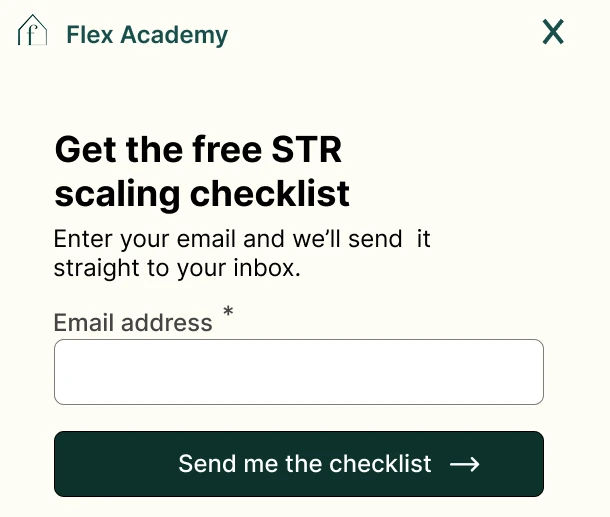 f Flex Academy X
Get the free STR
scaling checklist
Enter your email and we’ll send  it
straight to your inbox.
Email address *
Send me the checklist →